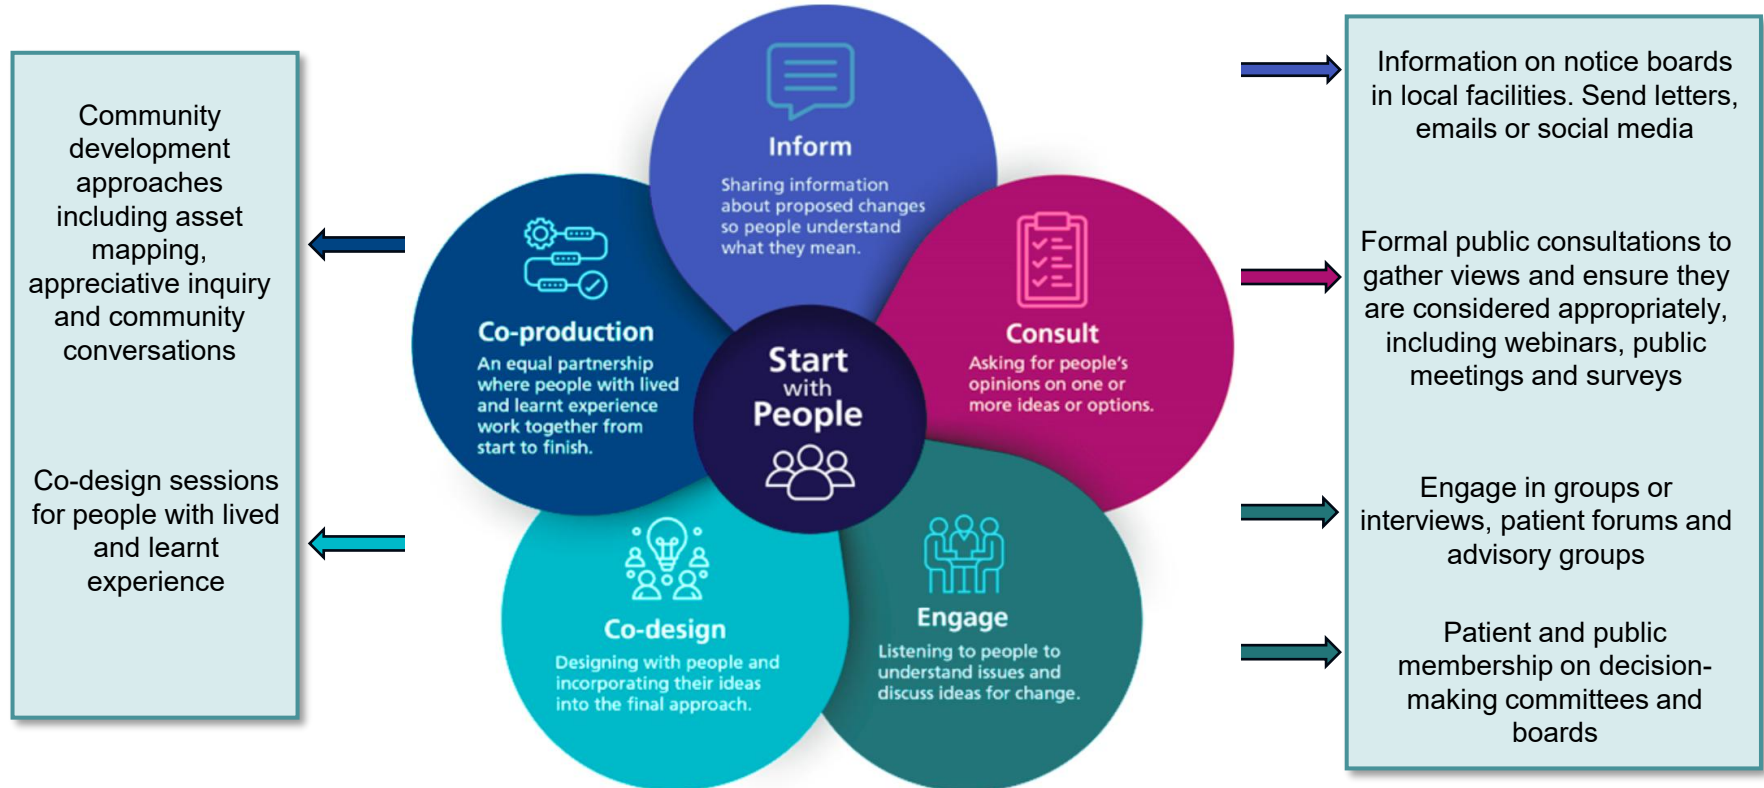 Community
development
approaches
including asset
mapping,
appreciative inquiry
and community
conversations
Co-design sessions
for people with lived
and learnt
experience
Inform
Sharing information
about proposed changes
so people understand
what they mean.
Consult
Asking for people's
opinions on one or
more ideas or options.
Engage
Listening to people to
understand issues and
discuss ideas for change.
Co-design
Designing with people and
incorporating their ideas
into the final approach.
Co-production
An equal partnership
where people with lived
and learnt experience
work together from
start to finish.
Start
with
People
Information on notice boards
in local facilities. Send letters,
emails or social media
Formal public consultations to
gather views and ensure they
are considered appropriately,
including webinars, public
meetings and surveys
Engage in groups or
interviews, patient forums and
advisory groups
Patient and public
membership on decision-
making committees and
boards